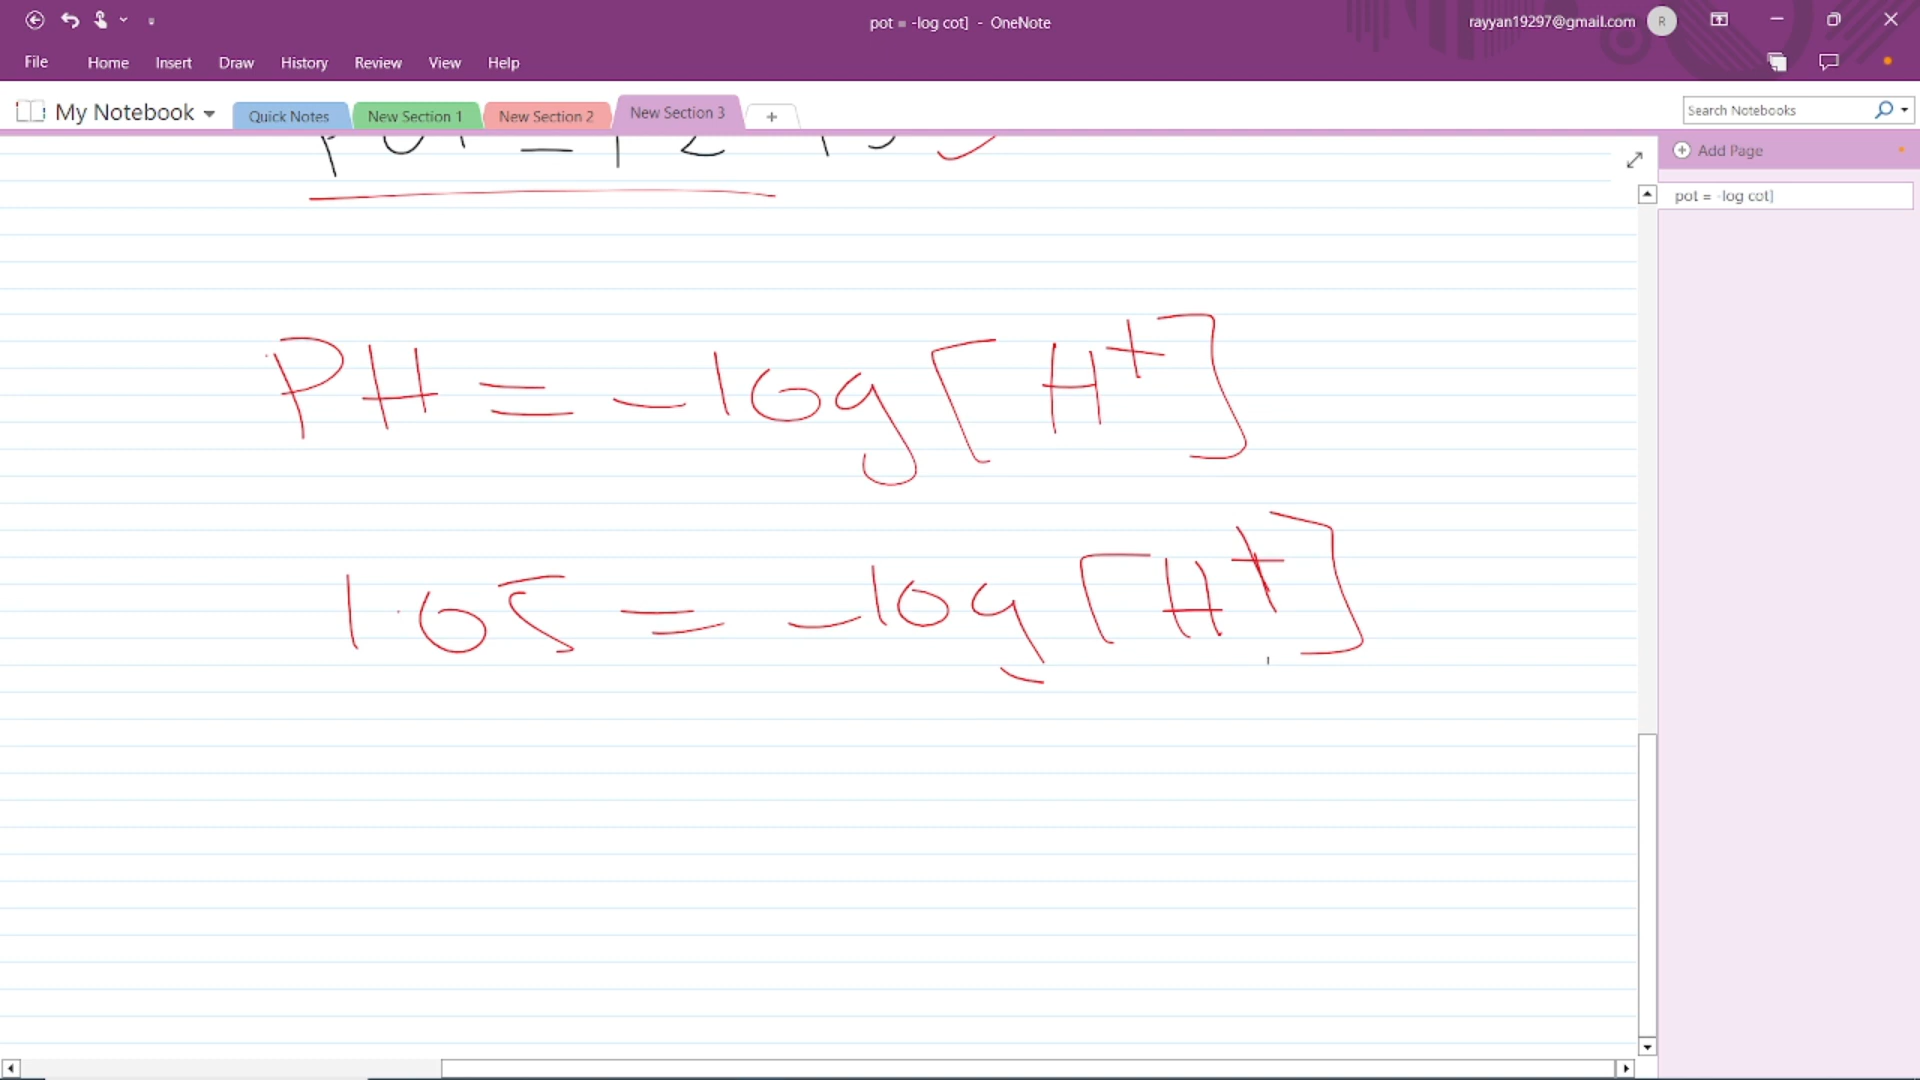 pot = -log cot] - OneNote
rayyan19297@gmail.com
R
File Home Insert Draw History Review View Help
My Notebook
Quick Notes
New Section 1
New Section 2
New Section 3
Search Notebooks
Add Page
pot = -log cot]
PH = -log[H+]
1.65 = -log[H+]